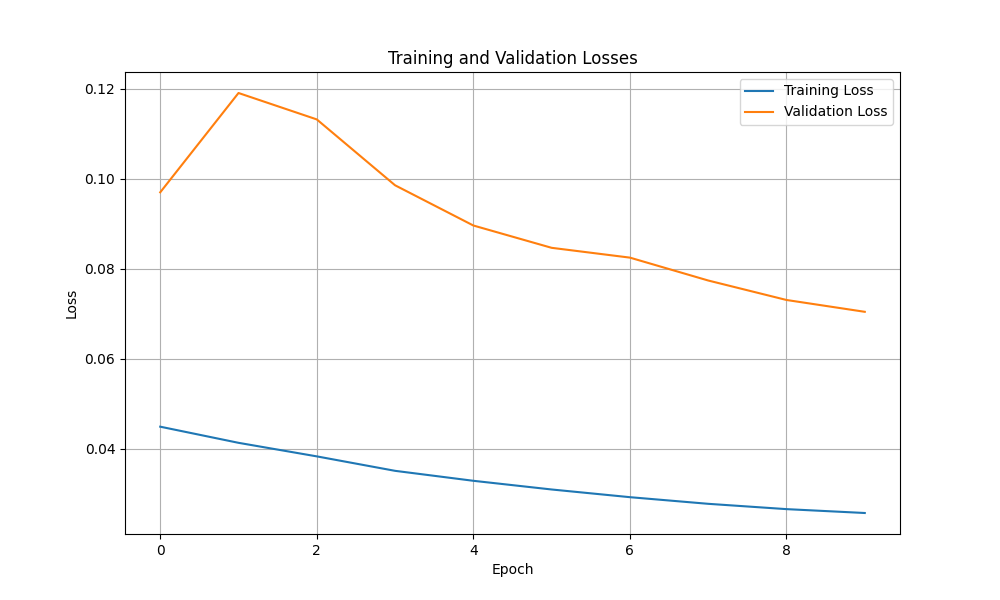 Training and Validation Losses
Training Loss
Validation Loss
0.12
0.10
0.08
0.06
0.04
Loss
0 2 4 6 8
Epoch